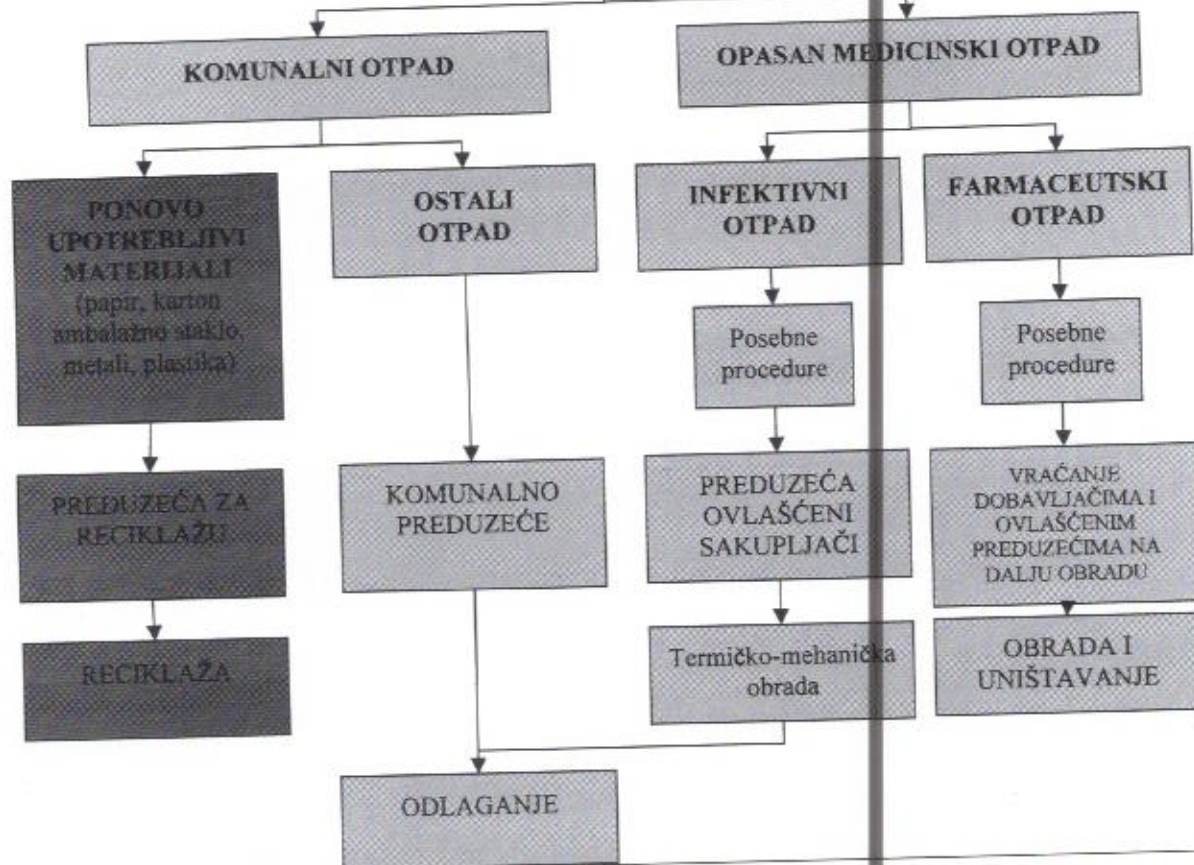 KOMUNALNI OTPAD
OPASAN MEDICINSKI OTPAD
PONOVO
UPOTREBLJIVI
MATERIJALI
(papir, karton
ambalažno staklo,
metali, plastika)
OSTALI
OTPAD
INFEKTIVNI
OTPAD
FARMACEUTSKI
OTPAD
Posebne
procedure
Posebne
procedure
PREDUZEĆA ZA
RECIKLAŽU
KOMUNALNO
PREDUZEĆE
PREDUZEĆA
OVLAŠĆENI
SAKUPLJAČI
VRAĆANJE
DOBAVLJAČIMA I
OVLAŠĆENIM
PREDUZEĆIMA NA
DALJU OBRADU
RECIKLAŽA
Termičko-mehanička
obrada
OBRADA I
UNIŠTAVANJE
ODLAGANJE